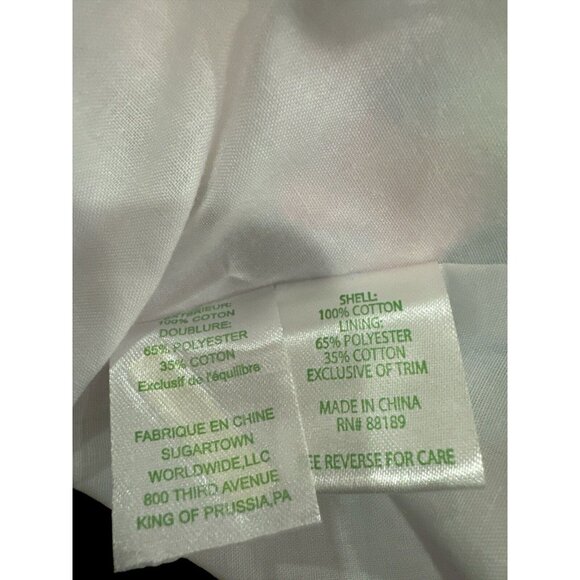 100% COTON
DOUBLURE:
65% POLYESTER
35% COTON
Exclusif de l'équilibre
FABRIQUE EN CHINE
SUGARTOWN
WORLDWIDE,LLC
800 THIRD AVENUE
KING OF PRUSSIA,PA
SHELL:
100% COTTON
LINING:
65% POLYESTER
35% COTTON
EXCLUSIVE OF TRIM
MADE IN CHINA
RN# 88189
REVERSE FOR CARE